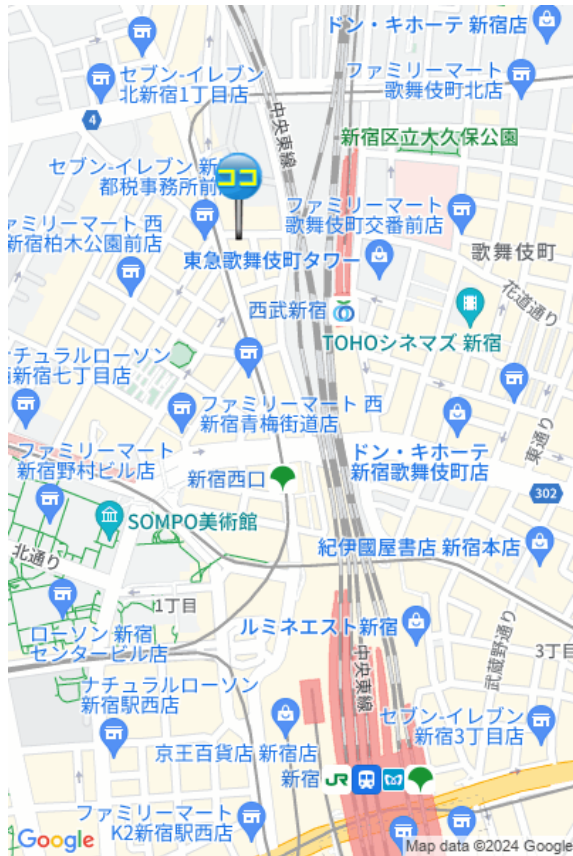 ドン・キホーテ 新宿店
セブン-イレブン
北新宿1丁目店
ファミリーマート
歌舞伎町北店
4
中央東線
新宿区立大久保公園
セブン-イレブン 新
都税事務所前
ココ
ファミリーマート 西
新宿柏木公園前店
ファミリーマート
歌舞伎町交番前店
歌舞伎町
東急歌舞伎町タワー
花道通り
西武新宿
TOHOシネマズ 新宿
ナチュラルローソン
西新宿七丁目店
ファミリーマート 西
新宿青梅街道店
東通り
ファミリーマート
新宿野村ビル店
ドン・キホーテ
新宿歌舞伎町店
新宿西口
302
SOMPO美術館
北通り
紀伊國屋書店 新宿本店
1丁目
ローソン 新宿
センタービル店
ルミネエスト新宿
武蔵野通り
3丁目
中央東線
ナチュラルローソン
新宿駅西店
セブン-イレブン
新宿3丁目店
京王百貨店 新宿店
新宿 JR
ファミリーマート
K2新宿駅西店
Google
Map data ©2024 Google